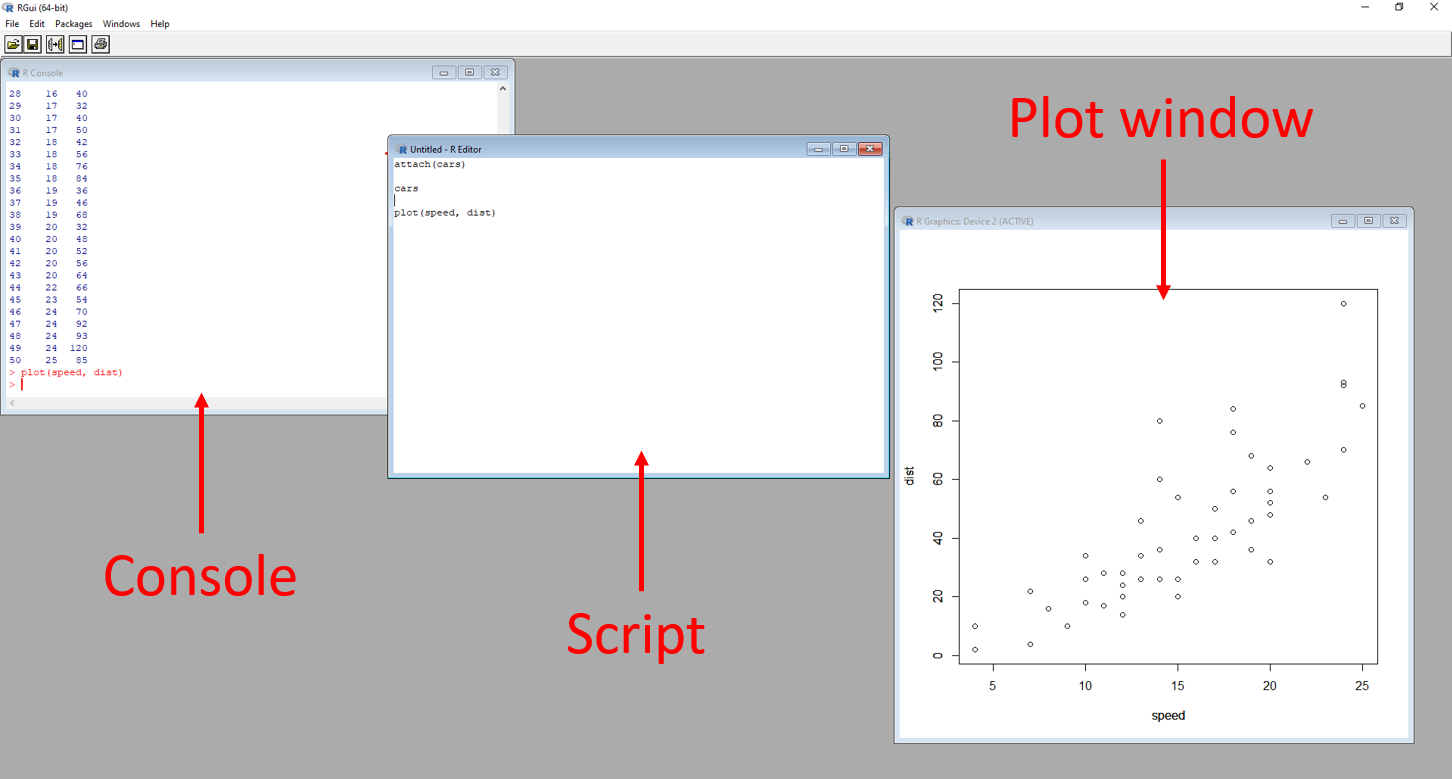 RGui (64-bit)
File Edit Packages Windows Help
R Console
28 16 40
29 17 32
30 17 40
31 17 50
32 18 42
33 18 56
34 18 76
35 18 84
36 19 36
37 19 46
38 19 68
39 20 32
40 20 48
41 20 52
42 20 56
43 20 64
44 22 66
45 23 54
46 24 70
47 24 92
48 24 93
49 24 120
50 25 85
> plot(speed, dist)
>
Console
Untitled - R Editor
attach(cars)
cars
plot(speed, dist)
Script
Plot window
R Graphics: Device 2 (ACTIVE)
120
100
80
60
40
20
0
dist
5 10 15 20 25
speed